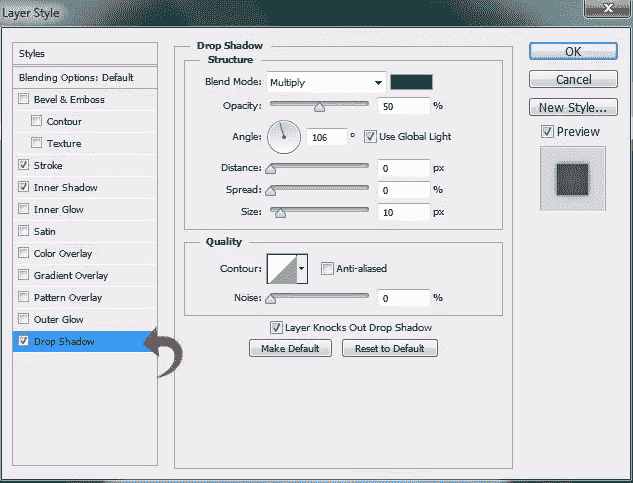 Layer Style
Styles
Blending Options: Default
Bevel & Emboss
Contour
Texture
Stroke
Inner Shadow
Inner Glow
Satin
Color Overlay
Gradient Overlay
Pattern Overlay
Outer Glow
Drop Shadow
Drop Shadow
Structure
Blend Mode: Multiply
Opacity: 50 %
Angle: 106 ° Use Global Light
Distance: 0 px
Spread: 0 %
Size: 10 px
Quality
Contour: Anti-aliased
Noise: 0 %
Layer Knocks Out Drop Shadow
Make Default Reset to Default
OK
Cancel
New Style...
Preview